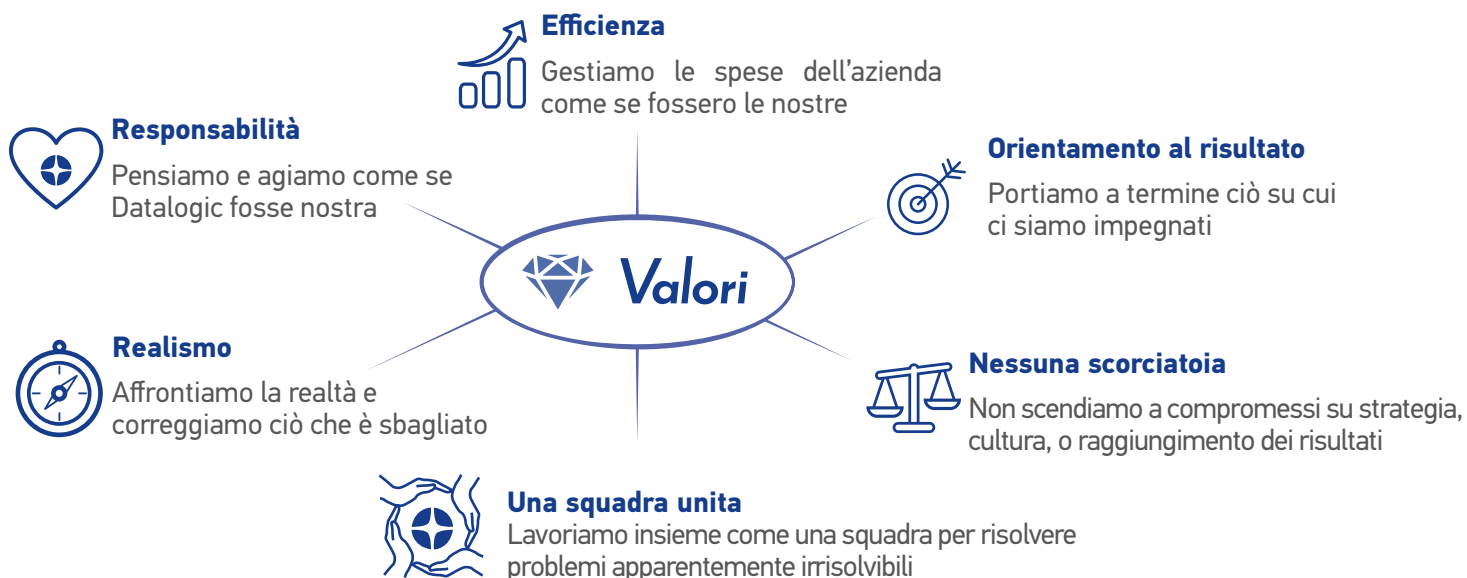 Efficienza
Gestiamo le spese dell'azienda
come se fossero le nostre
Responsabilità
Pensiamo e agiamo come se
Datalogic fosse nostra
Orientamento al risultato
Portiamo a termine ciò su cui
ci siamo impegnati
Valori
Realismo
Affrontiamo la realtà e
correggiamo ciò che è sbagliato
Nessuna scorciatoia
Non scendiamo a compromessi su strategia,
cultura, o raggiungimento dei risultati
Una squadra unita
Lavoriamo insieme come una squadra per risolvere
problemi apparentemente irrisolvibili